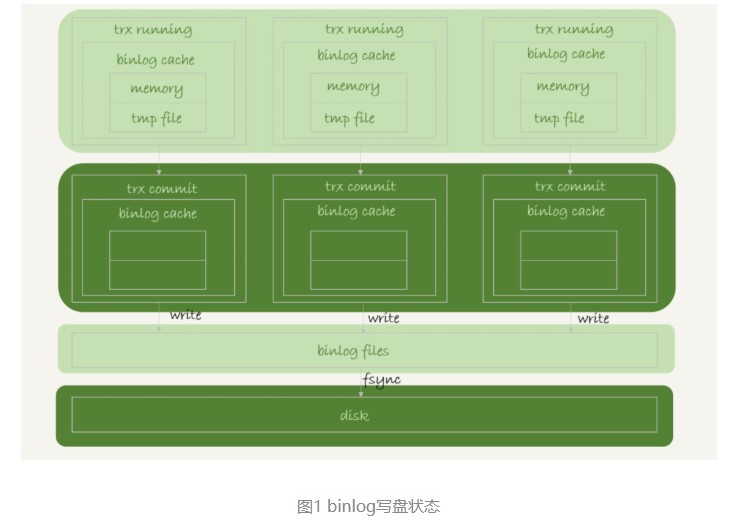 trx running trx running trx running
binlog cache binlog cache binlog cache
memory memory memory
tmp file tmp file tmp file
trx commit trx commit trx commit
binlog cache binlog cache binlog cache
write write write
binlog files
fsync
disk
图1 binlog写盘状态